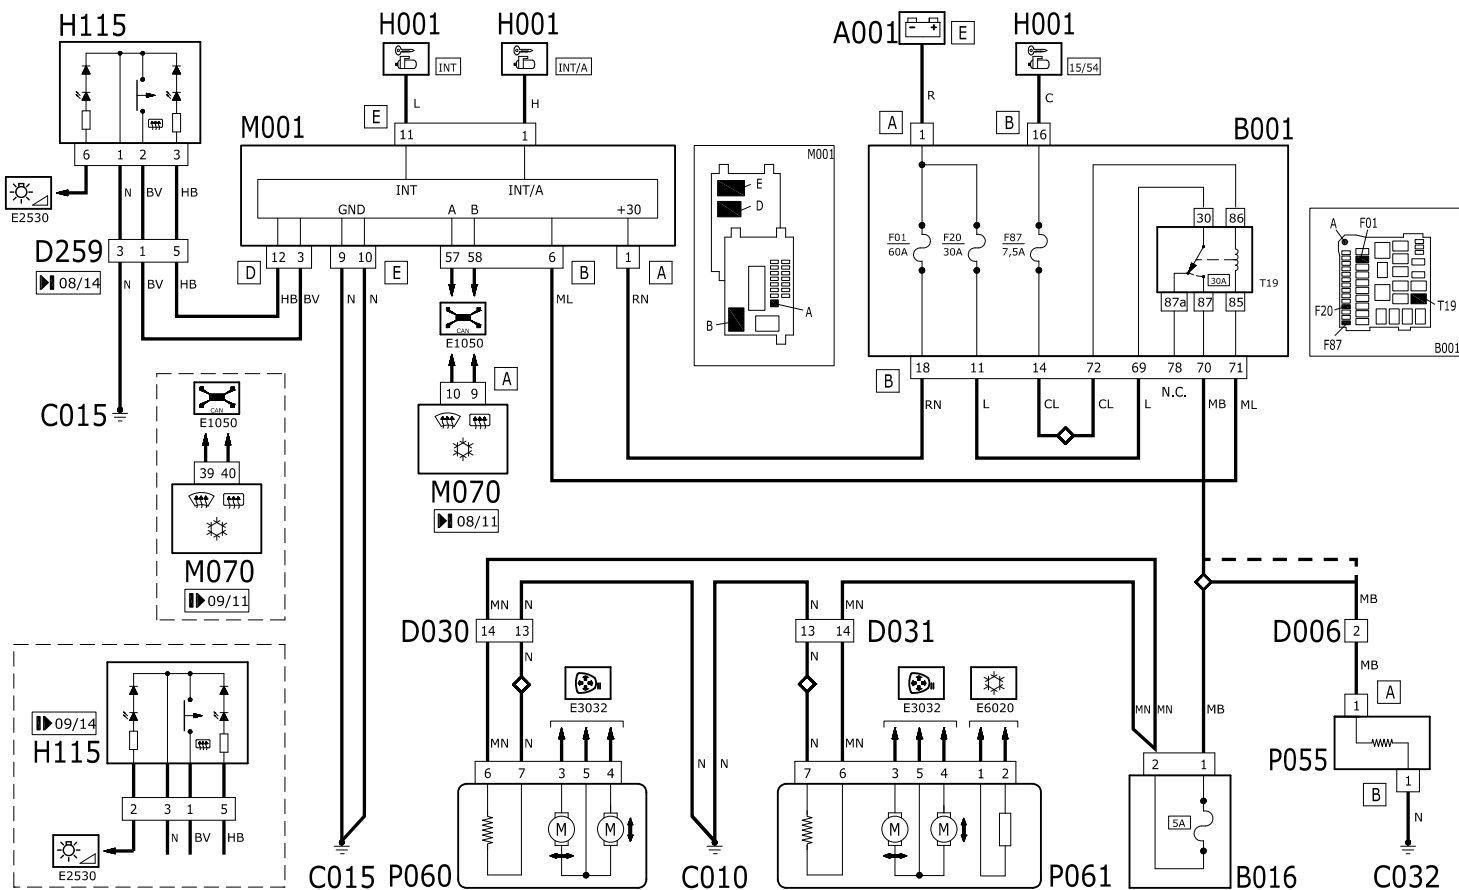 H115
H001
H001
A001
E
H001
INT
INT/A
15/54
L
H
R
C
E
M001
11
1
A
1
B
16
B001
6
1
2
3
N
BV
HB
E2530
INT
INT/A
GND
A
B
+30
M001
E
D
B
A
F01
60A
F20
30A
F87
7,5A
30
86
30A
87a
87
85
T19
A
F01
F20
F87
T19
B001
D259
3
1
5
08/14
N
BV
HB
D
12
3
9
10
E
57
58
6
B
1
A
HB
BV
N
N
ML
RN
CAN
E1050
B
18
11
14
72
69
78
70
71
N.C.
RN
L
CL
CL
L
MB
ML
C015
CAN
E1050
39
40
M070
09/11
10
9
A
M070
08/11
MN
N
N
MN
MB
D030
14
13
13
14
D031
D006
2
N
N
MB
09/14
H115
E3032
E3032
E6020
A
MN
N
N
N
N
MN
MN
MN
MB
1
P055
6
7
3
5
4
7
6
3
5
4
1
2
2
1
1
B
2
3
1
5
N
BV
HB
E2530
M
M
M
M
5A
N
C015
P060
C010
P061
B016
C032